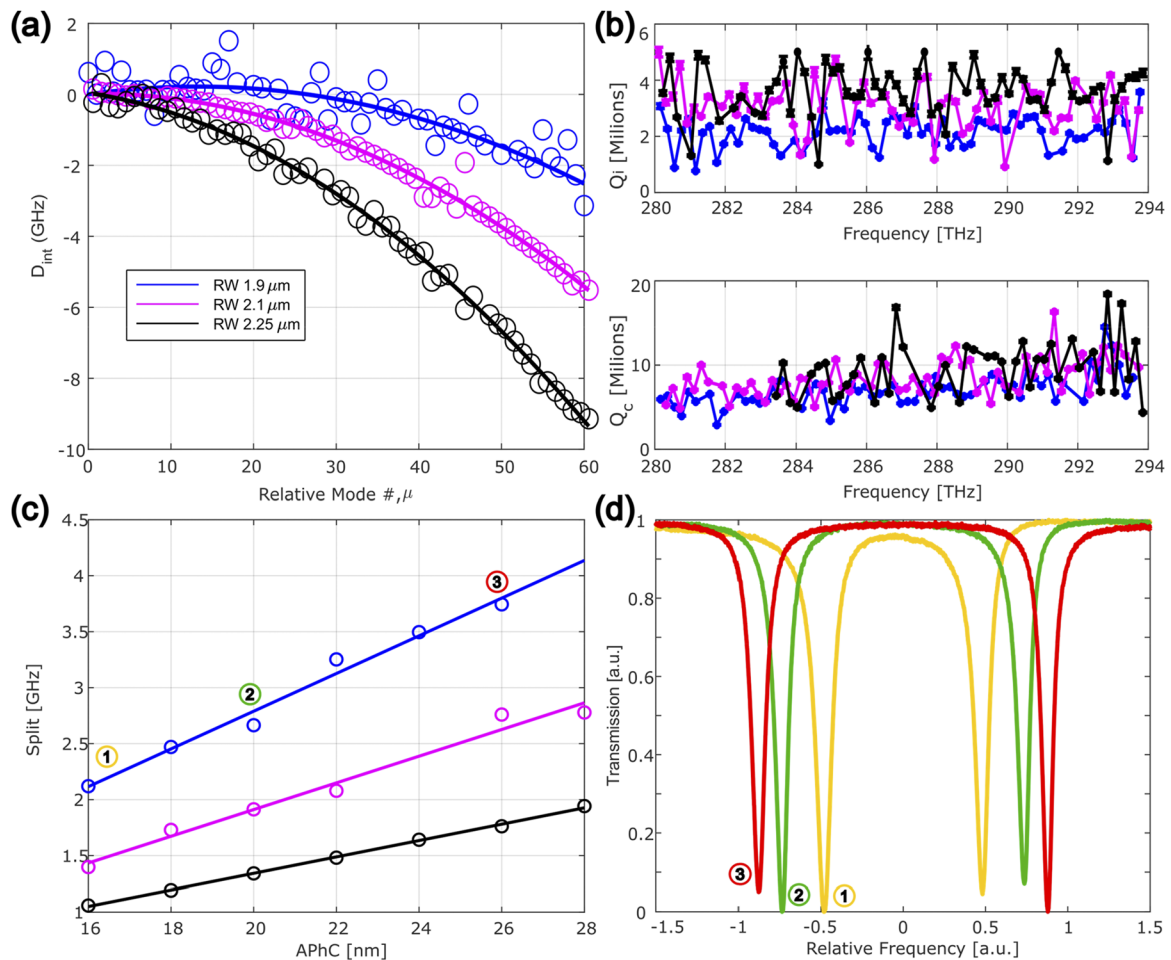 (a)
2
0
-2
-4
-6
-8
-10
D_int (GHz)
RW 1.9 μm
RW 2.1 μm
RW 2.25 μm
0 10 20 30 40 50 60
Relative Mode #,μ
(b)
6
4
2
0
Qi [Millions]
280 282 284 286 288 290 292 294
Frequency [THz]
20
10
5
0
Q_c [Millions]
280 282 284 286 288 290 292 294
Frequency [THz]
(c)
4.5
4
3.5
3
2.5
2
1.5
1
Split [GHz]
1
2
3
16 18 20 22 24 26 28
APhC [nm]
(d)
1
0.8
0.6
0.4
0.2
0
Transmission [a.u.]
3
2
1
-1.5 -1 -0.5 0 0.5 1 1.5
Relative Frequency [a.u.]